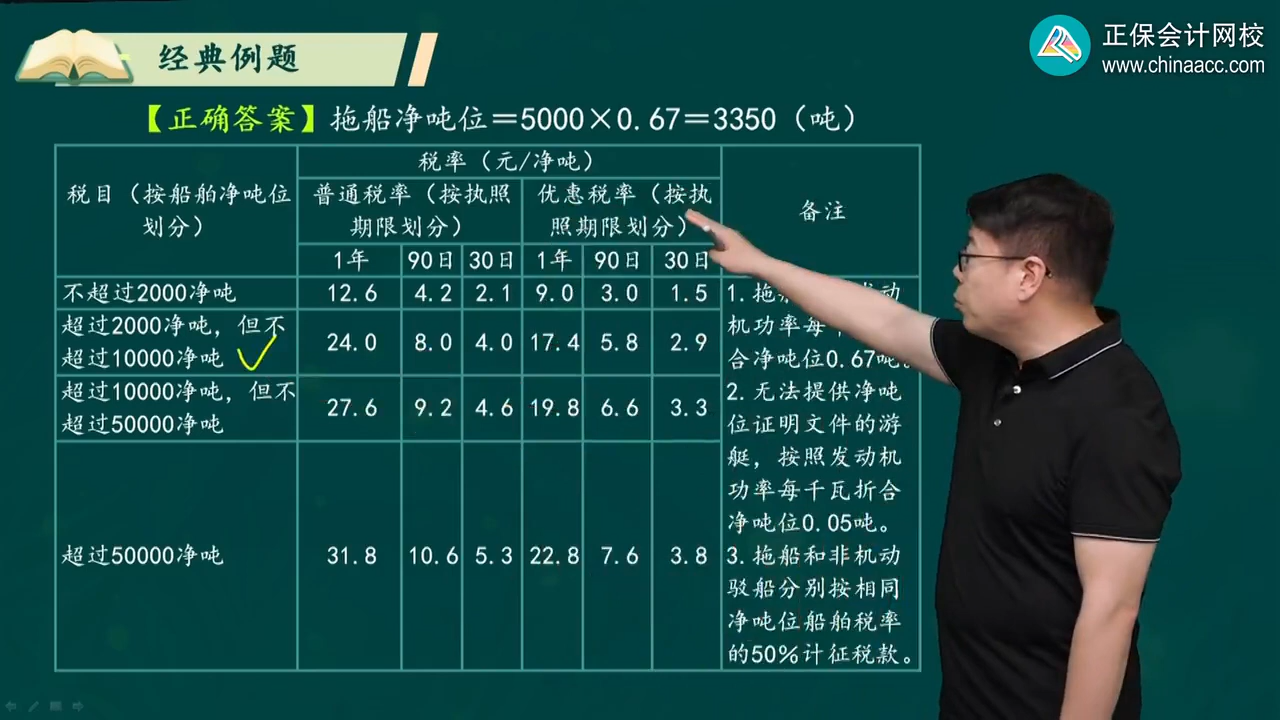 经典例题
正保会计网校
www.chinaacc.com
【正确答案】拖船净吨位＝5000×0.67＝3350（吨）
税目（按船舶净吨位
划分）
税率（元/净吨）
普通税率（按执照
期限划分）
优惠税率（按执
照期限划分）
备注
1年 90日 30日 1年 90日 30日
不超过2000净吨 12.6 4.2 2.1 9.0 3.0 1.5
超过2000净吨，但不
超过10000净吨
24.0 8.0 4.0 17.4 5.8 2.9
超过10000净吨，但不
超过50000净吨
27.6 9.2 4.6 19.8 6.6 3.3
超过50000净吨 31.8 10.6 5.3 22.8 7.6 3.8
1.拖船 发动
机功率每
合净吨位0.67吨。
2.无法提供净吨
位证明文件的游
艇，按照发动机
功率每千瓦折合
净吨位0.05吨。
3.拖船和非机动
驳船分别按相同
净吨位船舶税率
的50%计征税款。